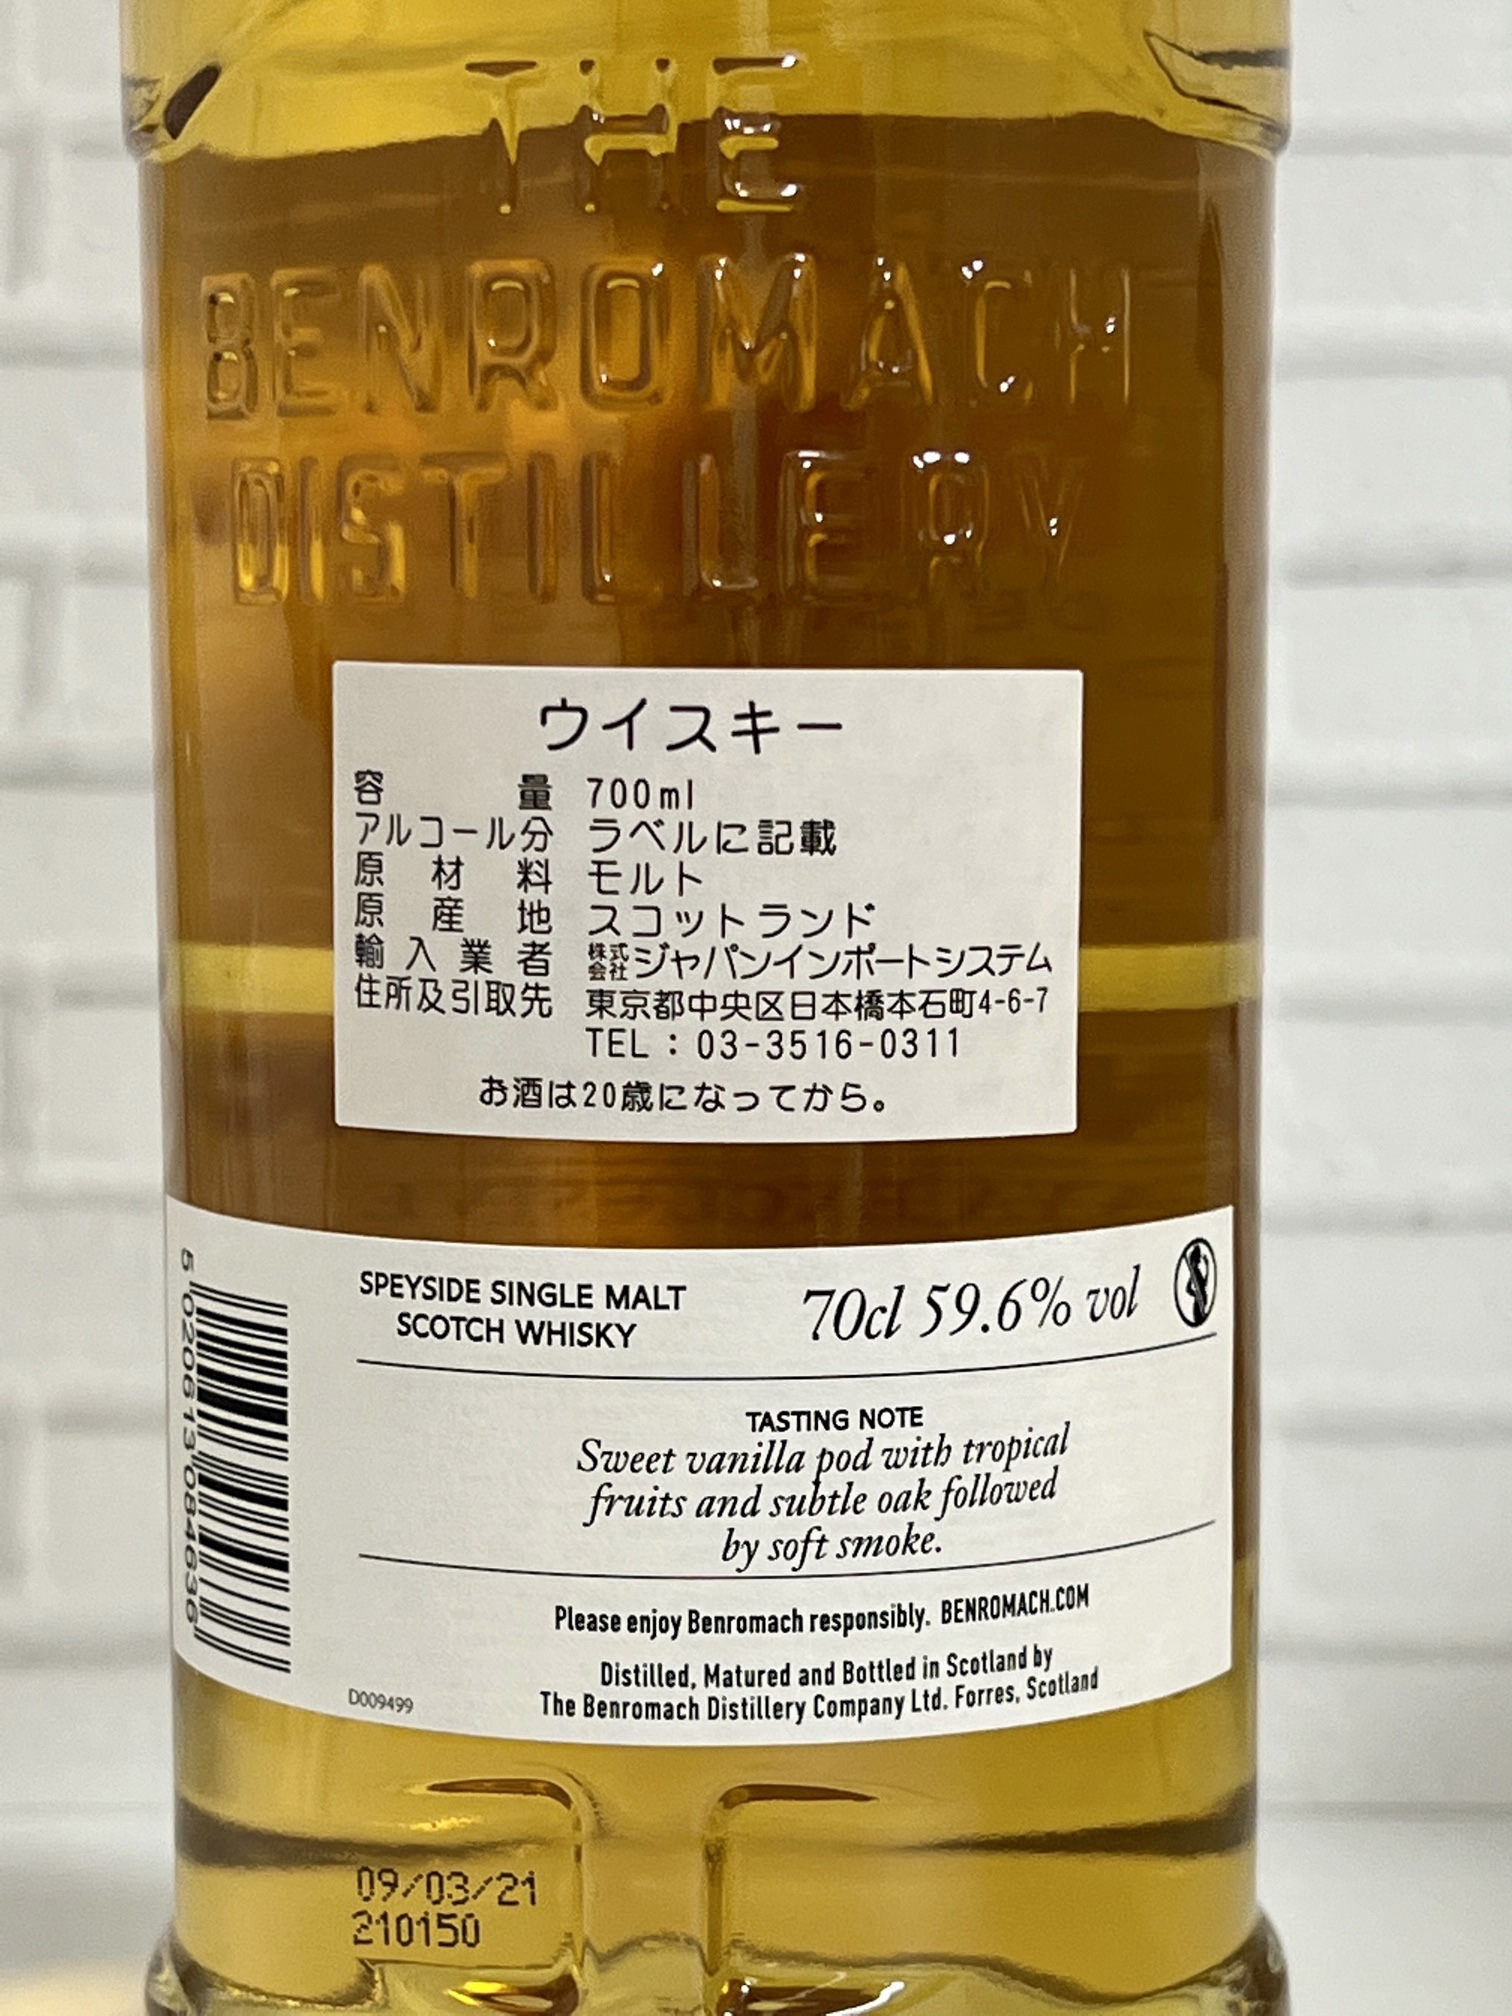 THE
BENROMACH
DISTILLERY
ウイスキー
容量 700ml
アルコール分 ラベルに記載
原材料 モルト
原産地 スコットランド
輸入業者 株式会社ジャパンインポートシステム
住所及引取先 東京都中央区日本橋本石町4-6-7
TEL：03-3516-0311
お酒は20歳になってから。
5 020613 084636
SPEYSIDE SINGLE MALT
SCOTCH WHISKY
70cl 59.6% vol
TASTING NOTE
Sweet vanilla pod with tropical
fruits and subtle oak followed
by soft smoke.
Please enjoy Benromach responsibly. BENROMACH.COM
Distilled, Matured and Bottled in Scotland by
The Benromach Distillery Company Ltd. Forres, Scotland
D009499
09/03/21
210150